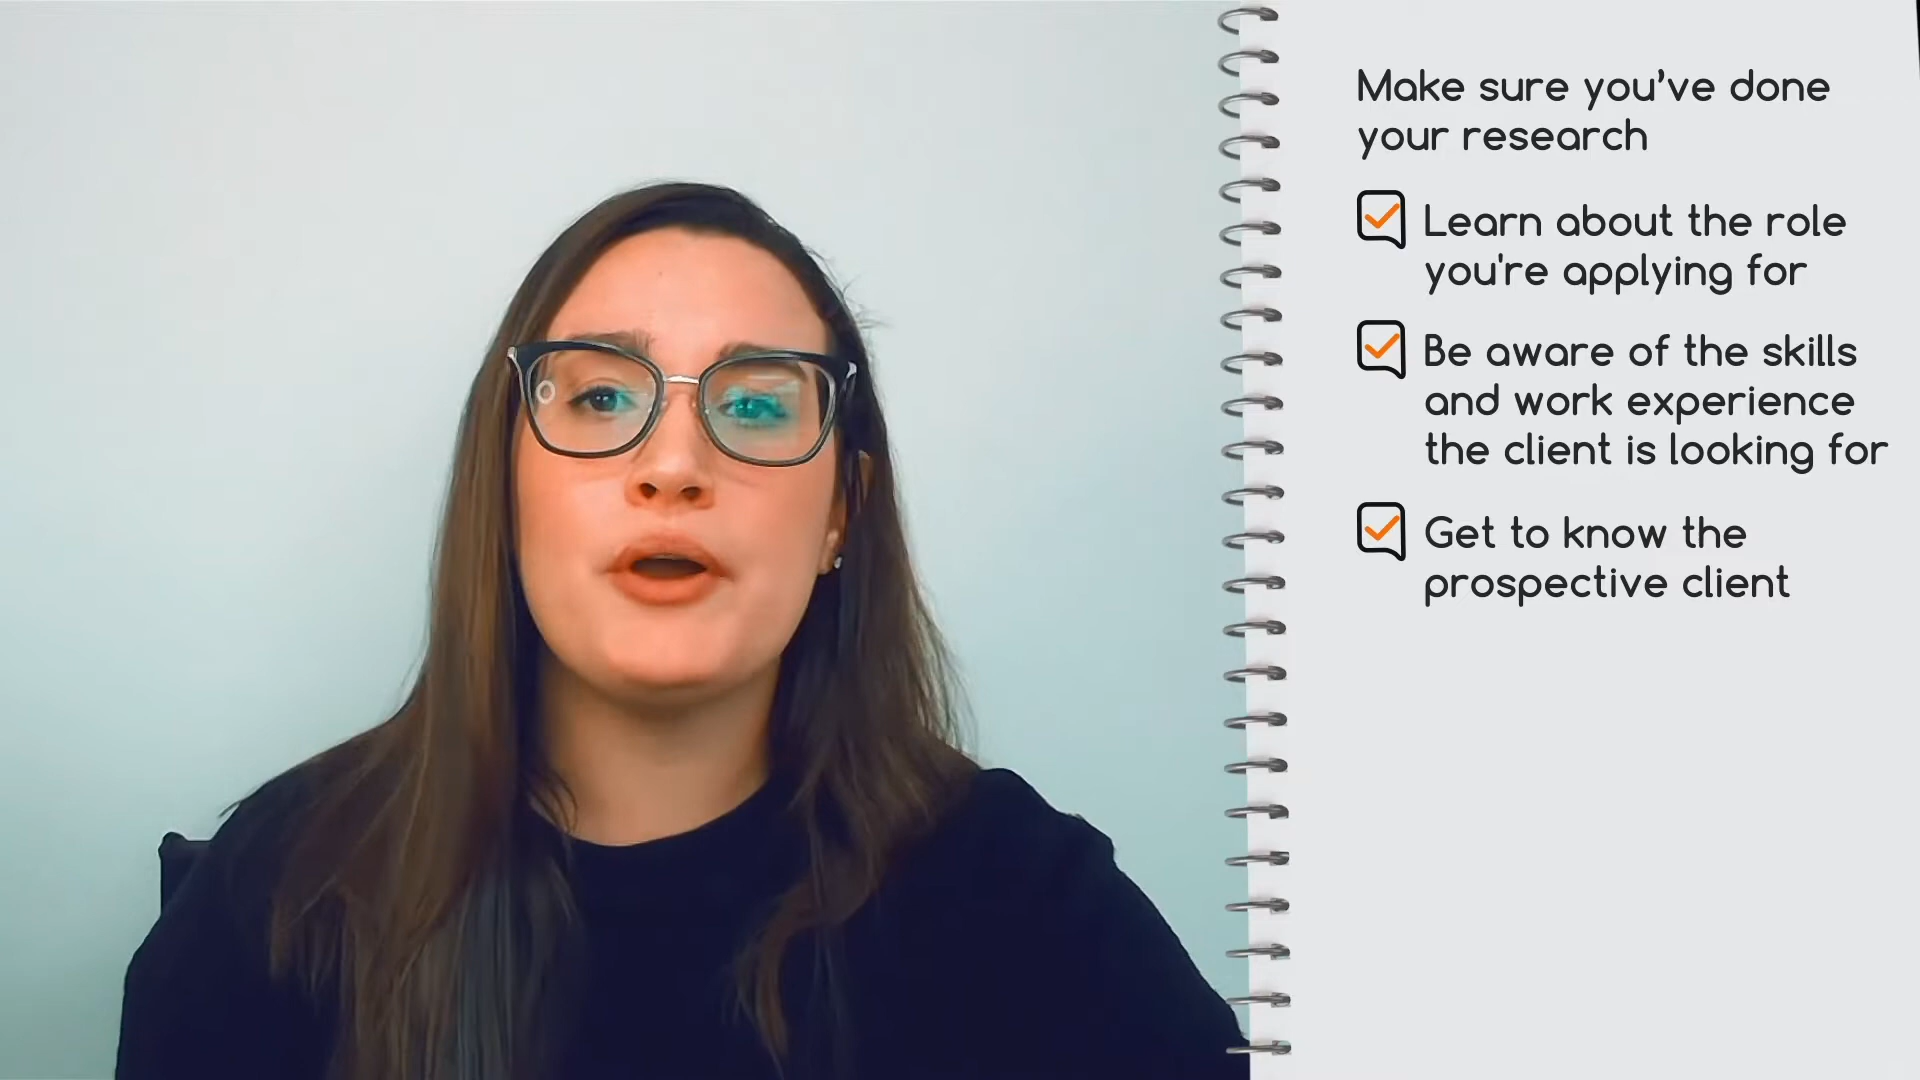 Make sure you’ve done
your research
Learn about the role
you're applying for
Be aware of the skills
and work experience
the client is looking for
Get to know the
prospective client